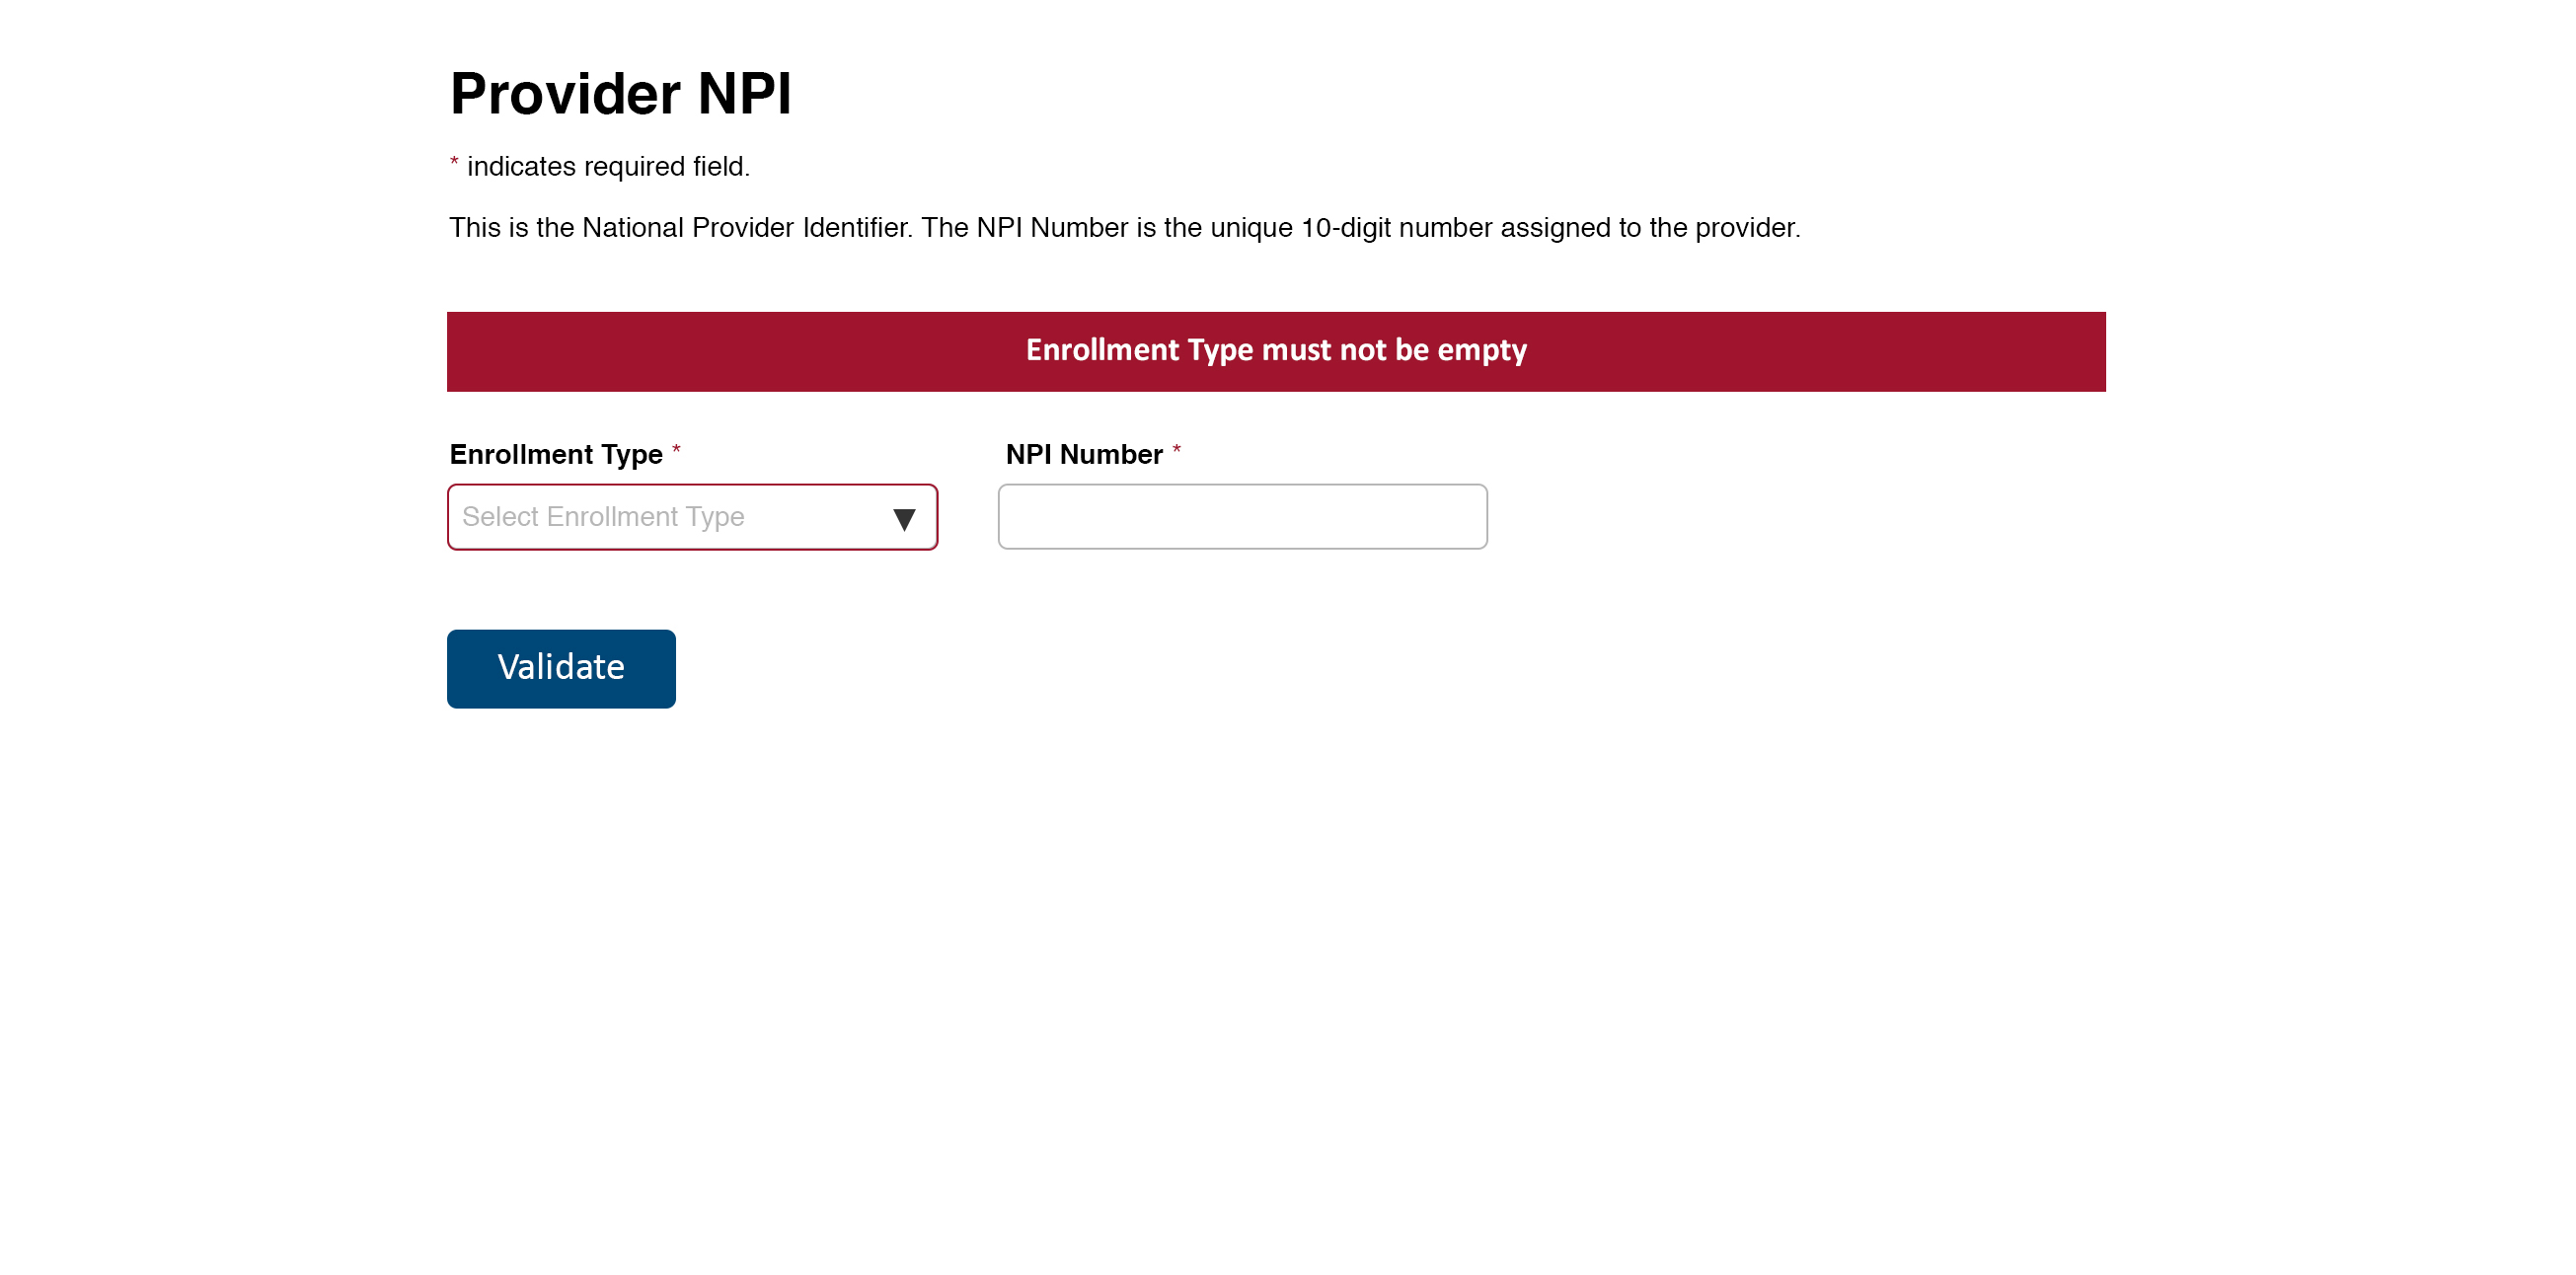 Provider NPI
* indicates required field.
This is the National Provider Identifier. The NPI Number is the unique 10-digit number assigned to the provider.
Enrollment Type must not be empty
Enrollment Type * NPI Number *
Select Enrollment Type ▼
Validate